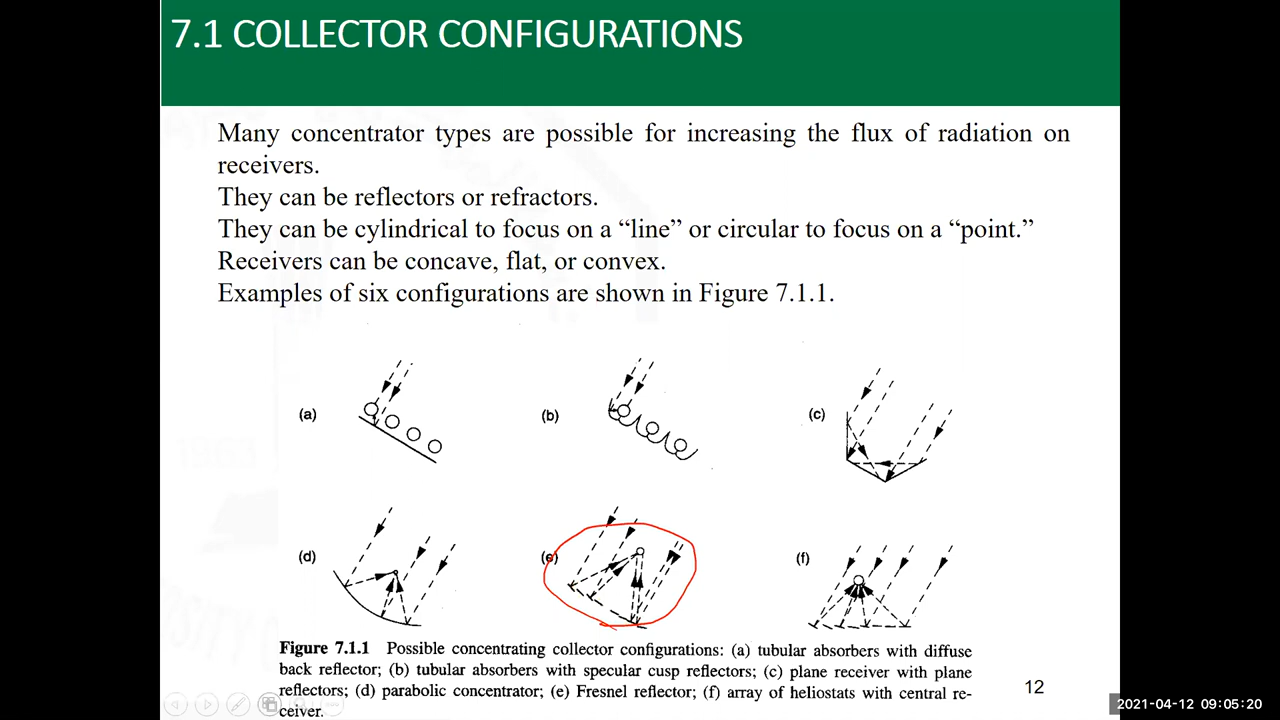 7.1 COLLECTOR CONFIGURATIONS
Many concentrator types are possible for increasing the flux of radiation on
receivers.
They can be reflectors or refractors.
They can be cylindrical to focus on a “line” or circular to focus on a “point.”
Receivers can be concave, flat, or convex.
Examples of six configurations are shown in Figure 7.1.1.
(a)
(b)
(c)
(d)
(e)
(f)
Figure 7.1.1 Possible concentrating collector configurations: (a) tubular absorbers with diffuse
back reflector; (b) tubular absorbers with specular cusp reflectors; (c) plane receiver with plane
reflectors; (d) parabolic concentrator; (e) Fresnel reflector; (f) array of heliostats with central re-
ceiver.
12
2021-04-12 09:05:20